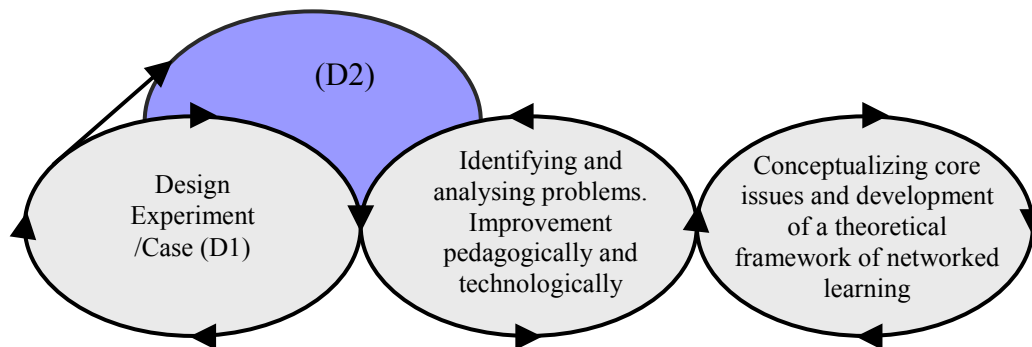 (D2)
Design
Experiment
/Case (D1)
Identifying and
analysing problems.
Improvement
pedagogically and
technologically
Conceptualizing core
issues and development
of a theoretical
framework of networked
learning